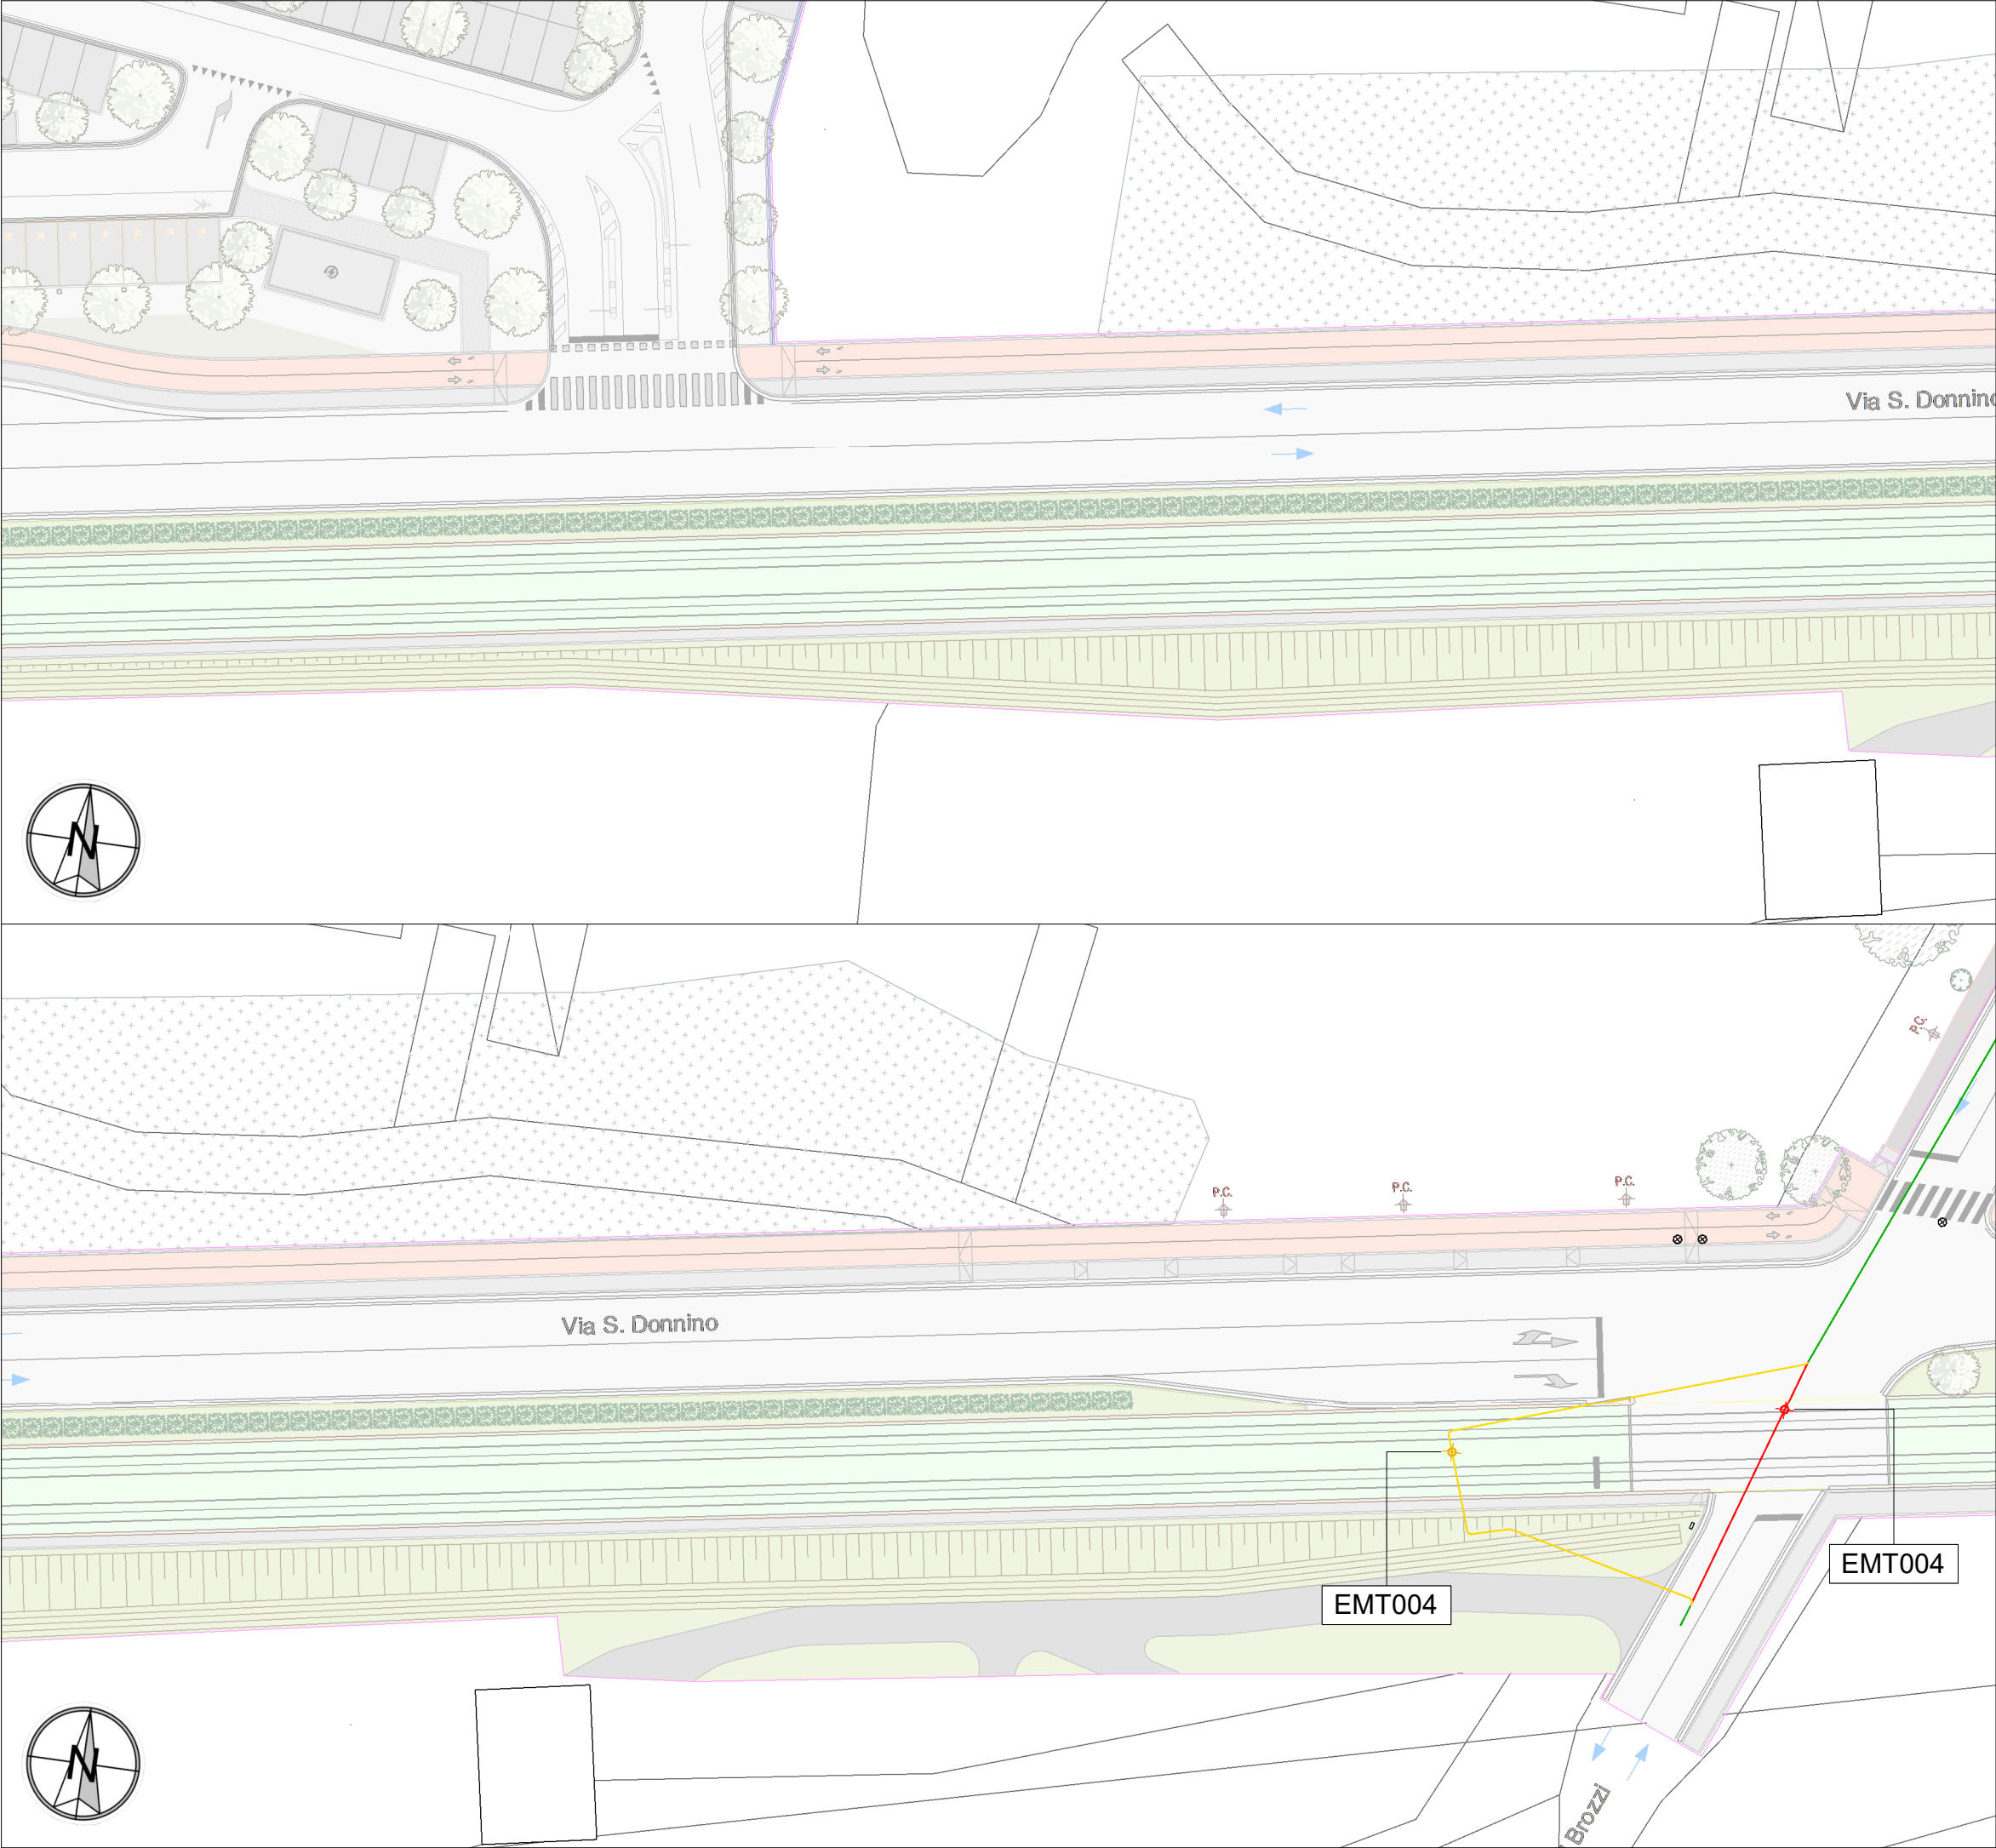 Via S. Donnino
N
P.C.
P.C.
P.C.
P.C.
Via S. Donnino
EMT004
EMT004
N
Brozzi